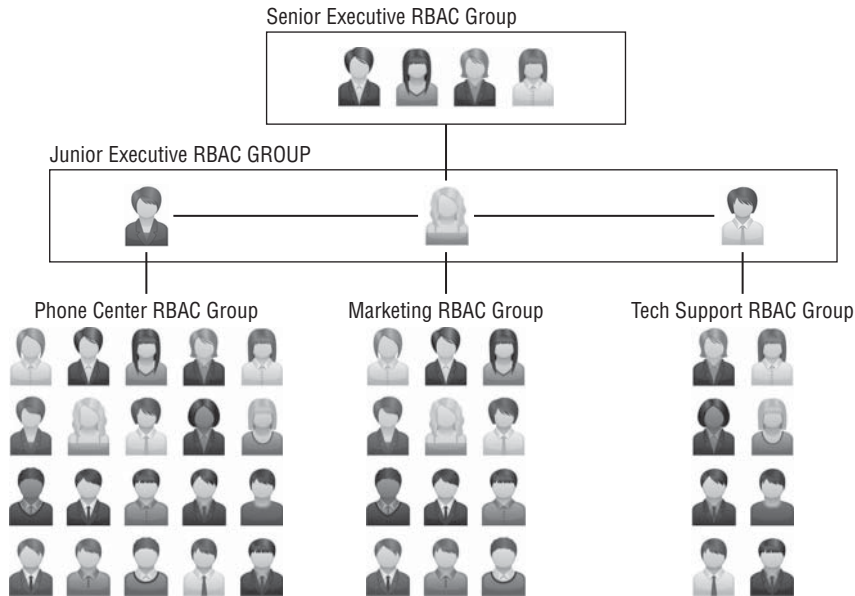 Senior Executive RBAC Group
Junior Executive RBAC GROUP
Phone Center RBAC Group
Marketing RBAC Group
Tech Support RBAC Group